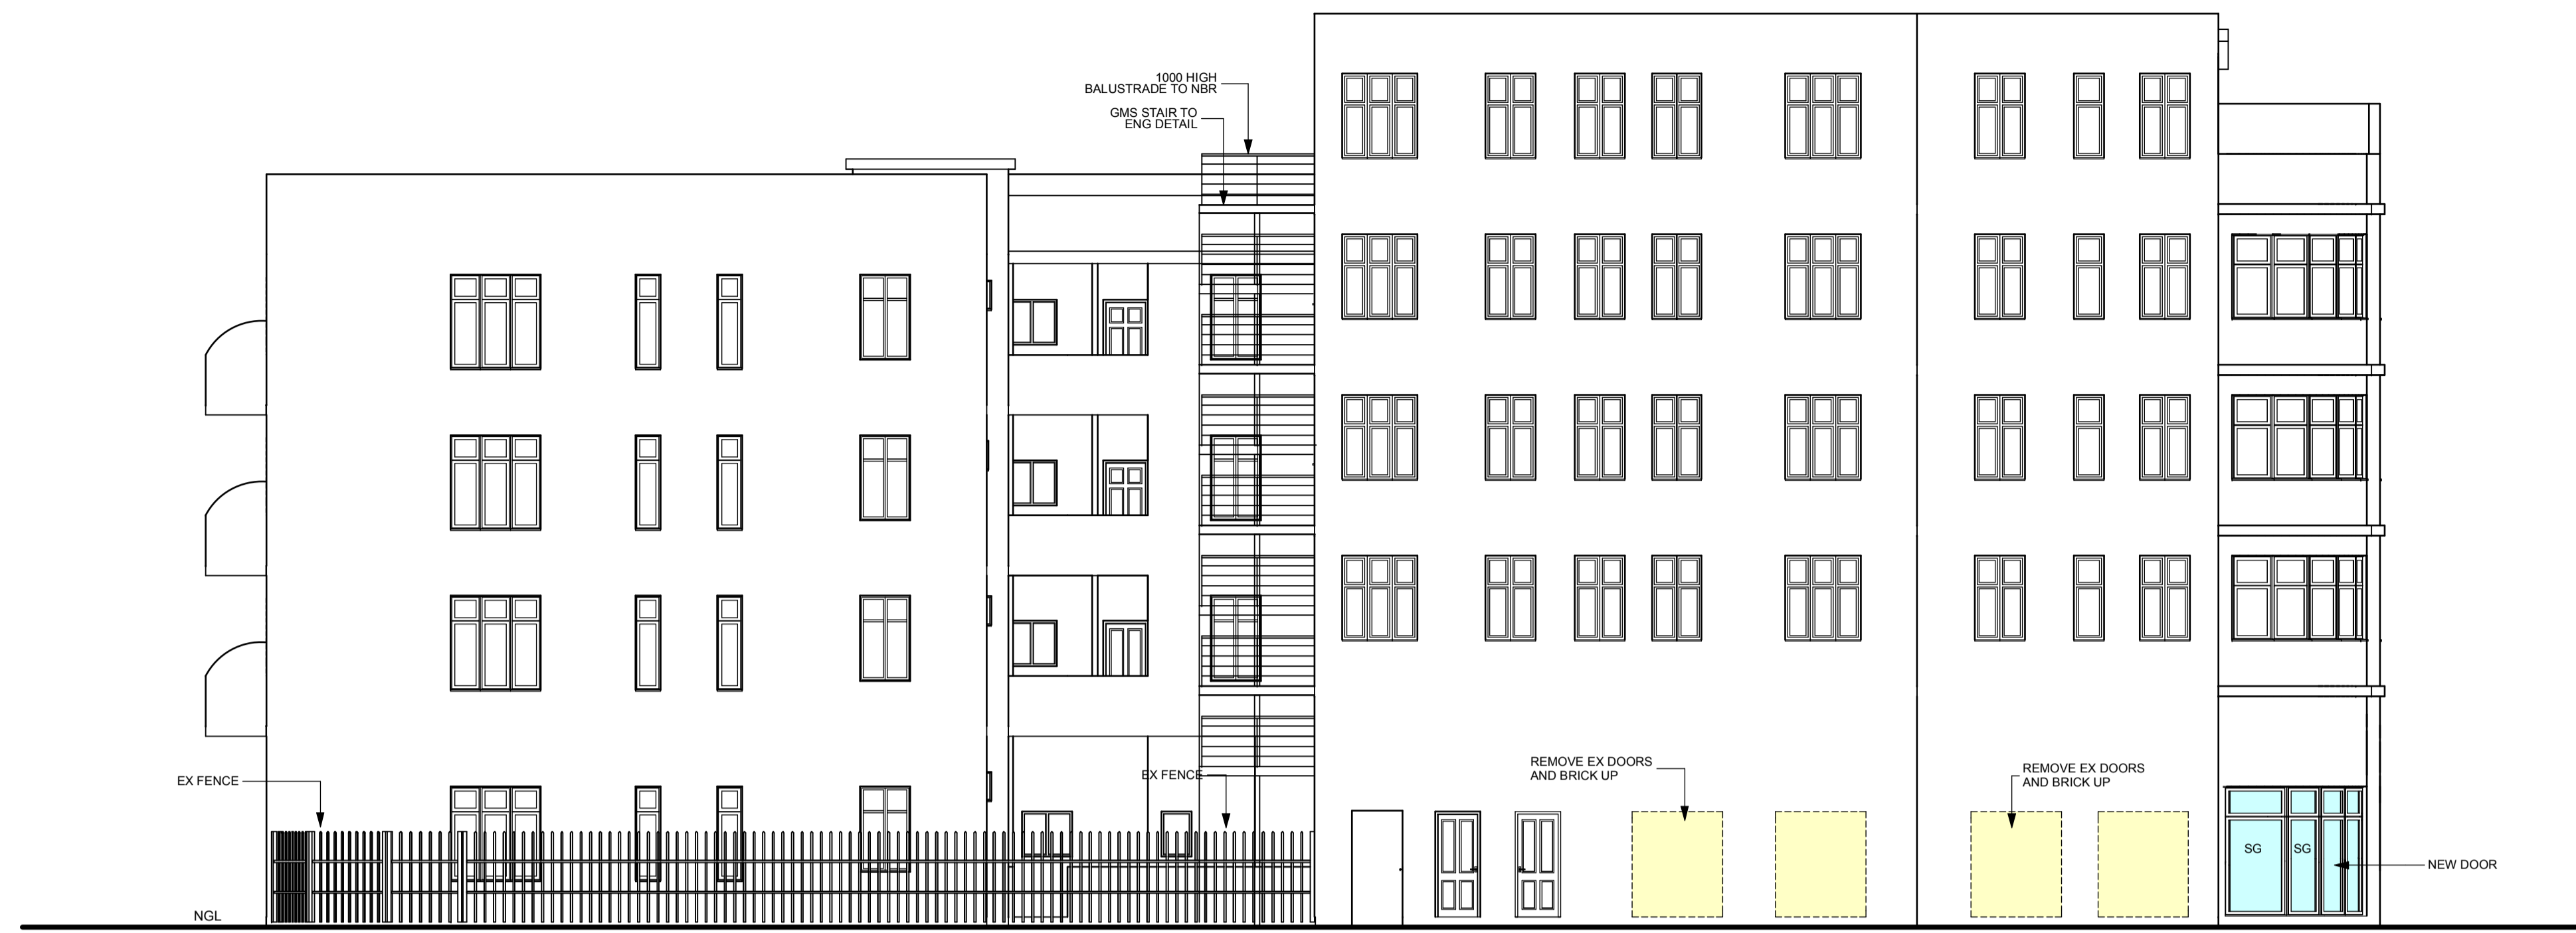 1000 HIGH
BALUSTRADE TO NBR
GMS STAIR TO
ENG DETAIL
EX FENCE
EX FENCE
REMOVE EX DOORS
AND BRICK UP
REMOVE EX DOORS
AND BRICK UP
SG
SG
NEW DOOR
NGL